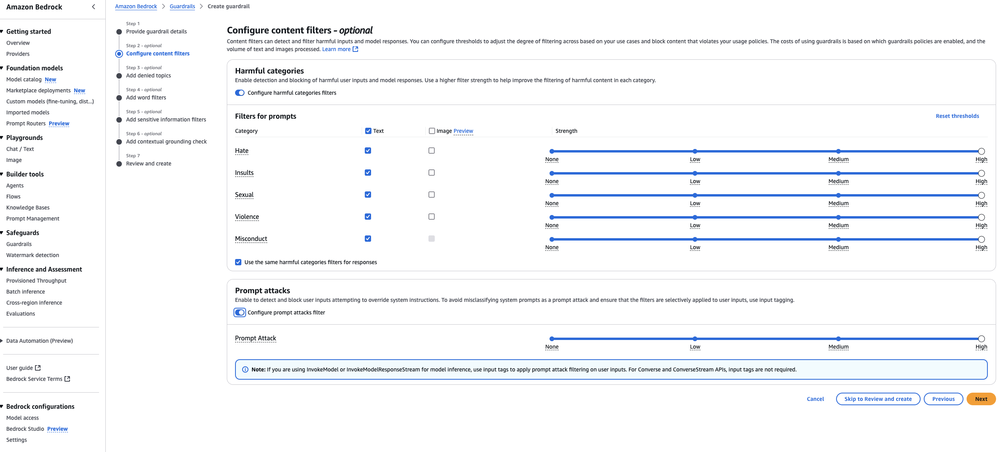 Amazon Bedrock
Getting started
Overview
Providers
Foundation models
Model catalog New
Marketplace deployments New
Custom models (fine-tuning, dist...)
Imported models
Prompt Routers Preview
Playgrounds
Chat / Text
Image
Builder tools
Agents
Flows
Knowledge Bases
Prompt Management
Safeguards
Guardrails
Watermark detection
Inference and Assessment
Provisioned Throughput
Batch inference
Cross-region inference
Evaluations
Data Automation (Preview)
User guide
Bedrock Service Terms
Bedrock configurations
Model access
Bedrock Studio Preview
Settings
Amazon Bedrock > Guardrails > Create guardrail
Step 1
Provide guardrail details
Step 2 - optional
Configure content filters
Step 3 - optional
Add denied topics
Step 4 - optional
Add word filters
Step 5 - optional
Add sensitive information filters
Step 6 - optional
Add contextual grounding check
Step 7
Review and create
Configure content filters - optional
Content filters can detect and filter harmful inputs and model responses. You can configure thresholds to adjust the degree of filtering across based on your use cases and block content that violates your usage policies. The costs of using guardrails is based on which guardrails policies are enabled, and the
volume of text and images processed. Learn more
Harmful categories
Enable detection and blocking of harmful user inputs and model responses. Use a higher filter strength to help improve the filtering of harmful content in each category.
Configure harmful categories filters
Filters for prompts Reset thresholds
Category Text Image Preview Strength
Hate
None Low Medium High
Insults
None Low Medium High
Sexual
None Low Medium High
Violence
None Low Medium High
Misconduct
None Low Medium High
Use the same harmful categories filters for responses
Prompt attacks
Enable to detect and block user inputs attempting to override system instructions. To avoid misclassifying system prompts as a prompt attack and ensure that the filters are selectively applied to user inputs, use input tagging.
Configure prompt attacks filter
Prompt Attack
None Low Medium High
Note: If you are using InvokeModel or InvokeModelResponseStream for model inference, use input tags to apply prompt attack filtering on user inputs. For Converse and ConverseStream APIs, input tags are not required.
Cancel Skip to Review and create Previous Next